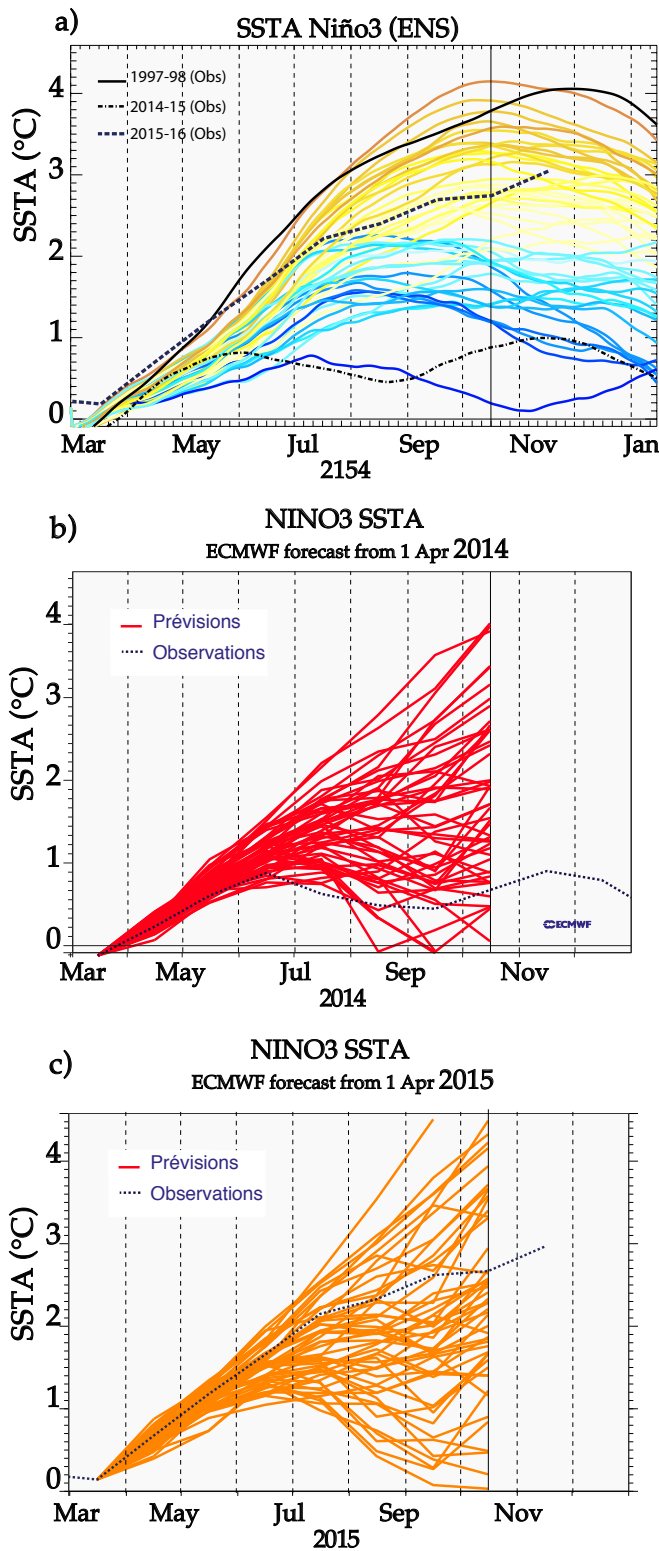 a)
SSTA Niño3 (ENS)
1997-98 (Obs)
2014-15 (Obs)
2015-16 (Obs)
SSTA (°C)
4
3
2
1
0
Mar May Jul Sep Nov Jan
2154
b)
NINO3 SSTA
ECMWF forecast from 1 Apr 2014
Prévisions
Observations
SSTA (°C)
4
3
2
1
0
ECMWF
Mar May Jul Sep Nov
2014
c)
NINO3 SSTA
ECMWF forecast from 1 Apr 2015
Prévisions
Observations
SSTA (°C)
4
3
2
1
0
Mar May Jul Sep Nov
2015